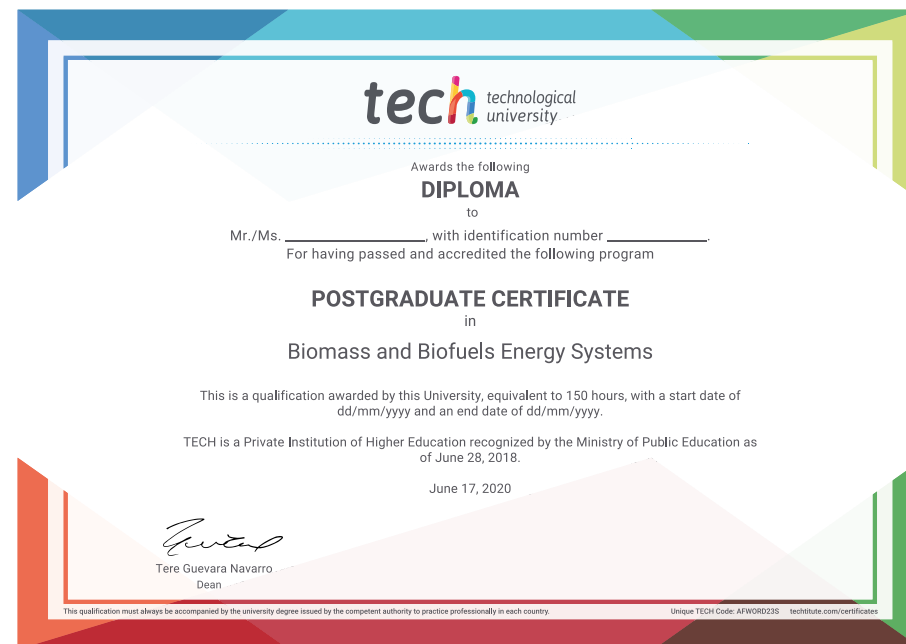 tech technological
university
Awards the following
DIPLOMA
to
Mr./Ms. ____________, with identification number _________.
For having passed and accredited the following program
POSTGRADUATE CERTIFICATE
in
Biomass and Biofuels Energy Systems
This is a qualification awarded by this University, equivalent to 150 hours, with a start date of
dd/mm/yyyy and an end date of dd/mm/yyyy.
TECH is a Private Institution of Higher Education recognized by the Ministry of Public Education as
of June 28, 2018.
June 17, 2020
Tere Guevara Navarro
Dean
This qualification must always be accompanied by the university degree issued by the competent authority to practice professionally in each country. Unique TECH Code: AFWORD23S techtitute.com/certificates